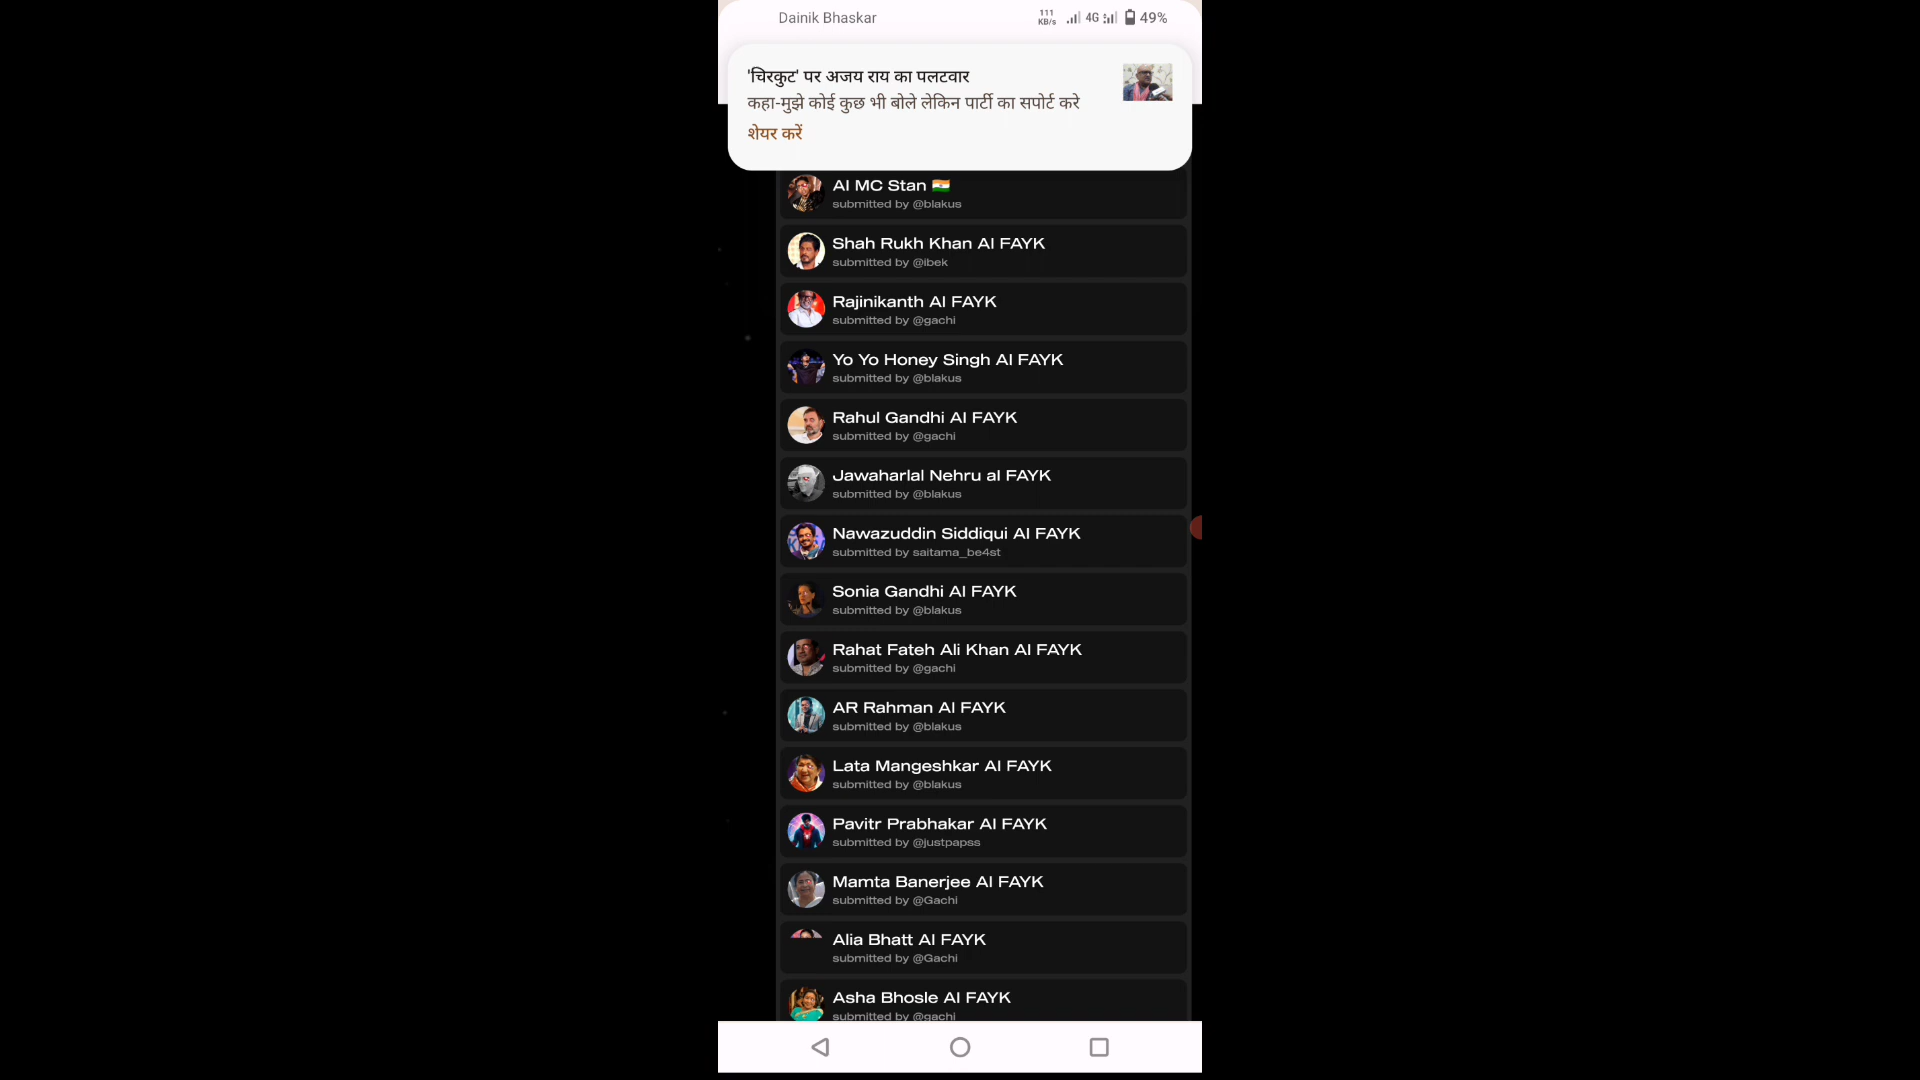 Dainik Bhaskar
111
KB/s
4G
49%
'चिरकुट' पर अजय राय का पलटवार
कहा-मुझे कोई कुछ भी बोले लेकिन पार्टी का सपोर्ट करे
शेयर करें
AI MC Stan 🇮🇳
submitted by @blakus
Shah Rukh Khan AI FAYK
submitted by @ibek
Rajinikanth AI FAYK
submitted by @gachi
Yo Yo Honey Singh AI FAYK
submitted by @blakus
Rahul Gandhi AI FAYK
submitted by @gachi
Jawaharlal Nehru aI FAYK
submitted by @blakus
Nawazuddin Siddiqui AI FAYK
submitted by saitama_be4st
Sonia Gandhi AI FAYK
submitted by @blakus
Rahat Fateh Ali Khan AI FAYK
submitted by @gachi
AR Rahman AI FAYK
submitted by @blakus
Lata Mangeshkar AI FAYK
submitted by @blakus
Pavitr Prabhakar AI FAYK
submitted by @justpapss
Mamta Banerjee AI FAYK
submitted by @Gachi
Alia Bhatt AI FAYK
submitted by @Gachi
Asha Bhosle AI FAYK
submitted by @gachi